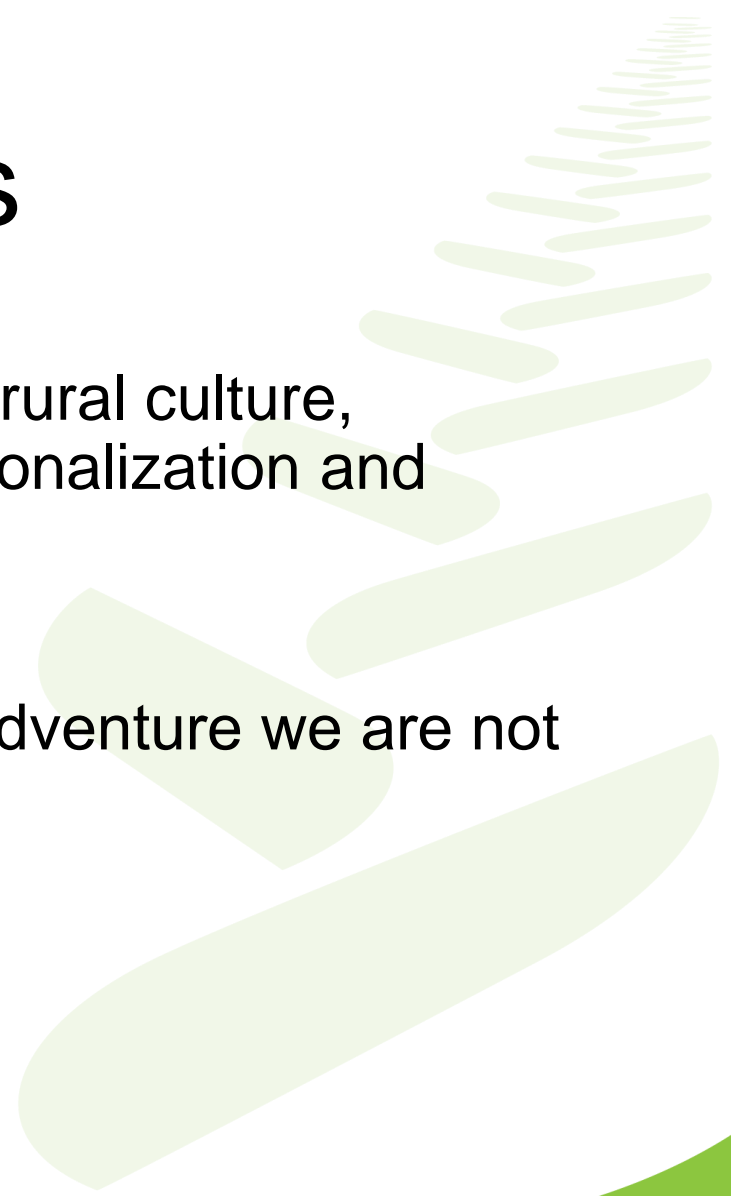 s
rural culture,
onalization and
dventure we are not